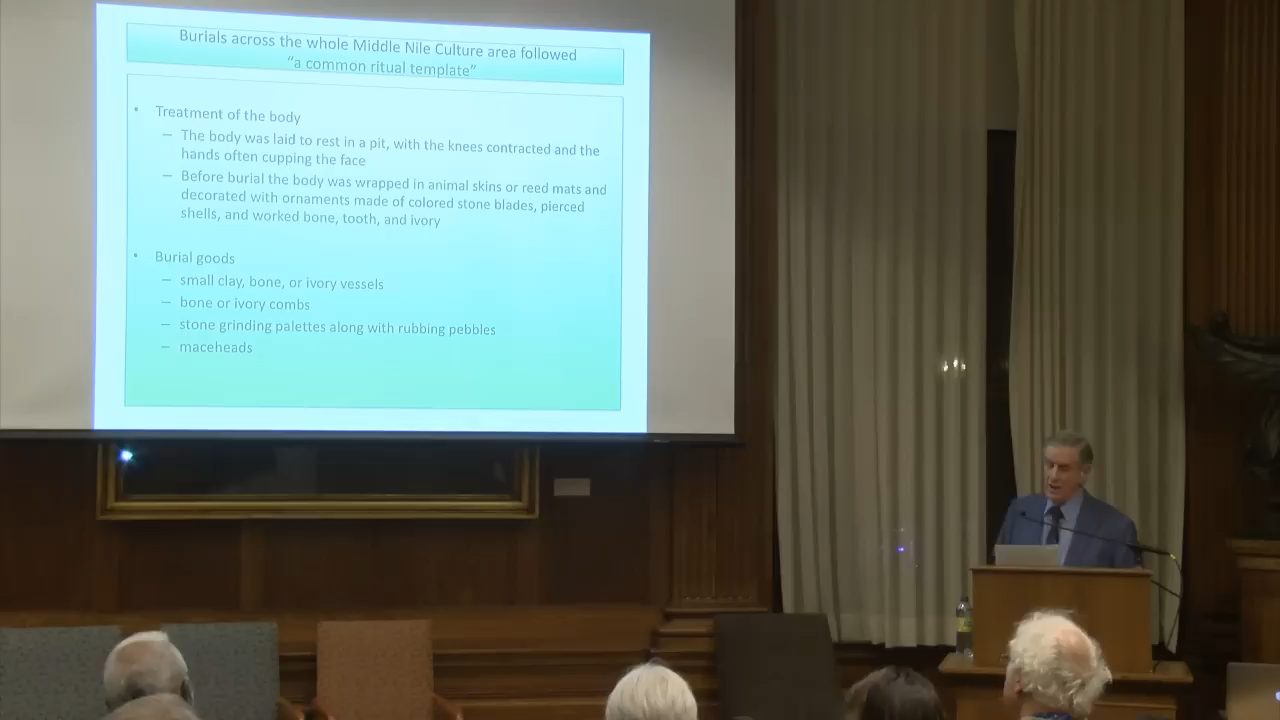 Burials across the whole Middle Nile Culture area followed
“a common ritual template”
• Treatment of the body
– The body was laid to rest in a pit, with the knees contracted and the
hands often cupping the face
– Before burial the body was wrapped in animal skins or reed mats and
decorated with ornaments made of colored stone blades, pierced
shells, and worked bone, tooth, and ivory
• Burial goods
– small clay, bone, or ivory vessels
– bone or ivory combs
– stone grinding palettes along with rubbing pebbles
– maceheads